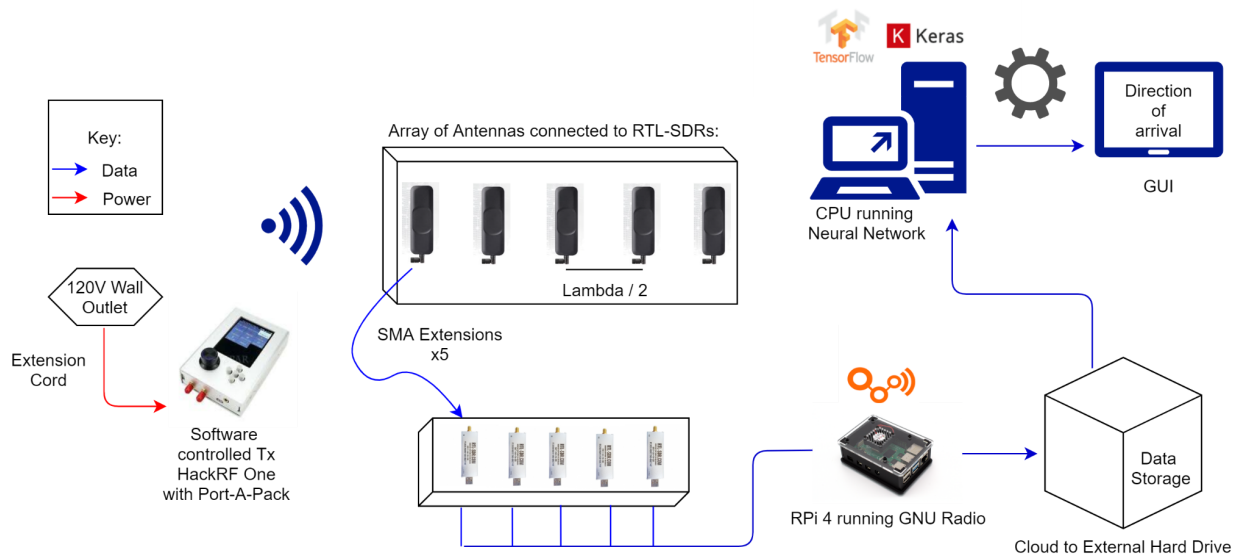 TensorFlow
K Keras
Key:
Data
Power
Array of Antennas connected to RTL-SDRs:
Direction
of
arrival
GUI
CPU running
Neural Network
120V Wall
Outlet
Lambda / 2
Extension
Cord
SMA Extensions
x5
Software
controlled Tx
HackRF One
with Port-A-Pack
RPi 4 running GNU Radio
Data
Storage
Cloud to External Hard Drive